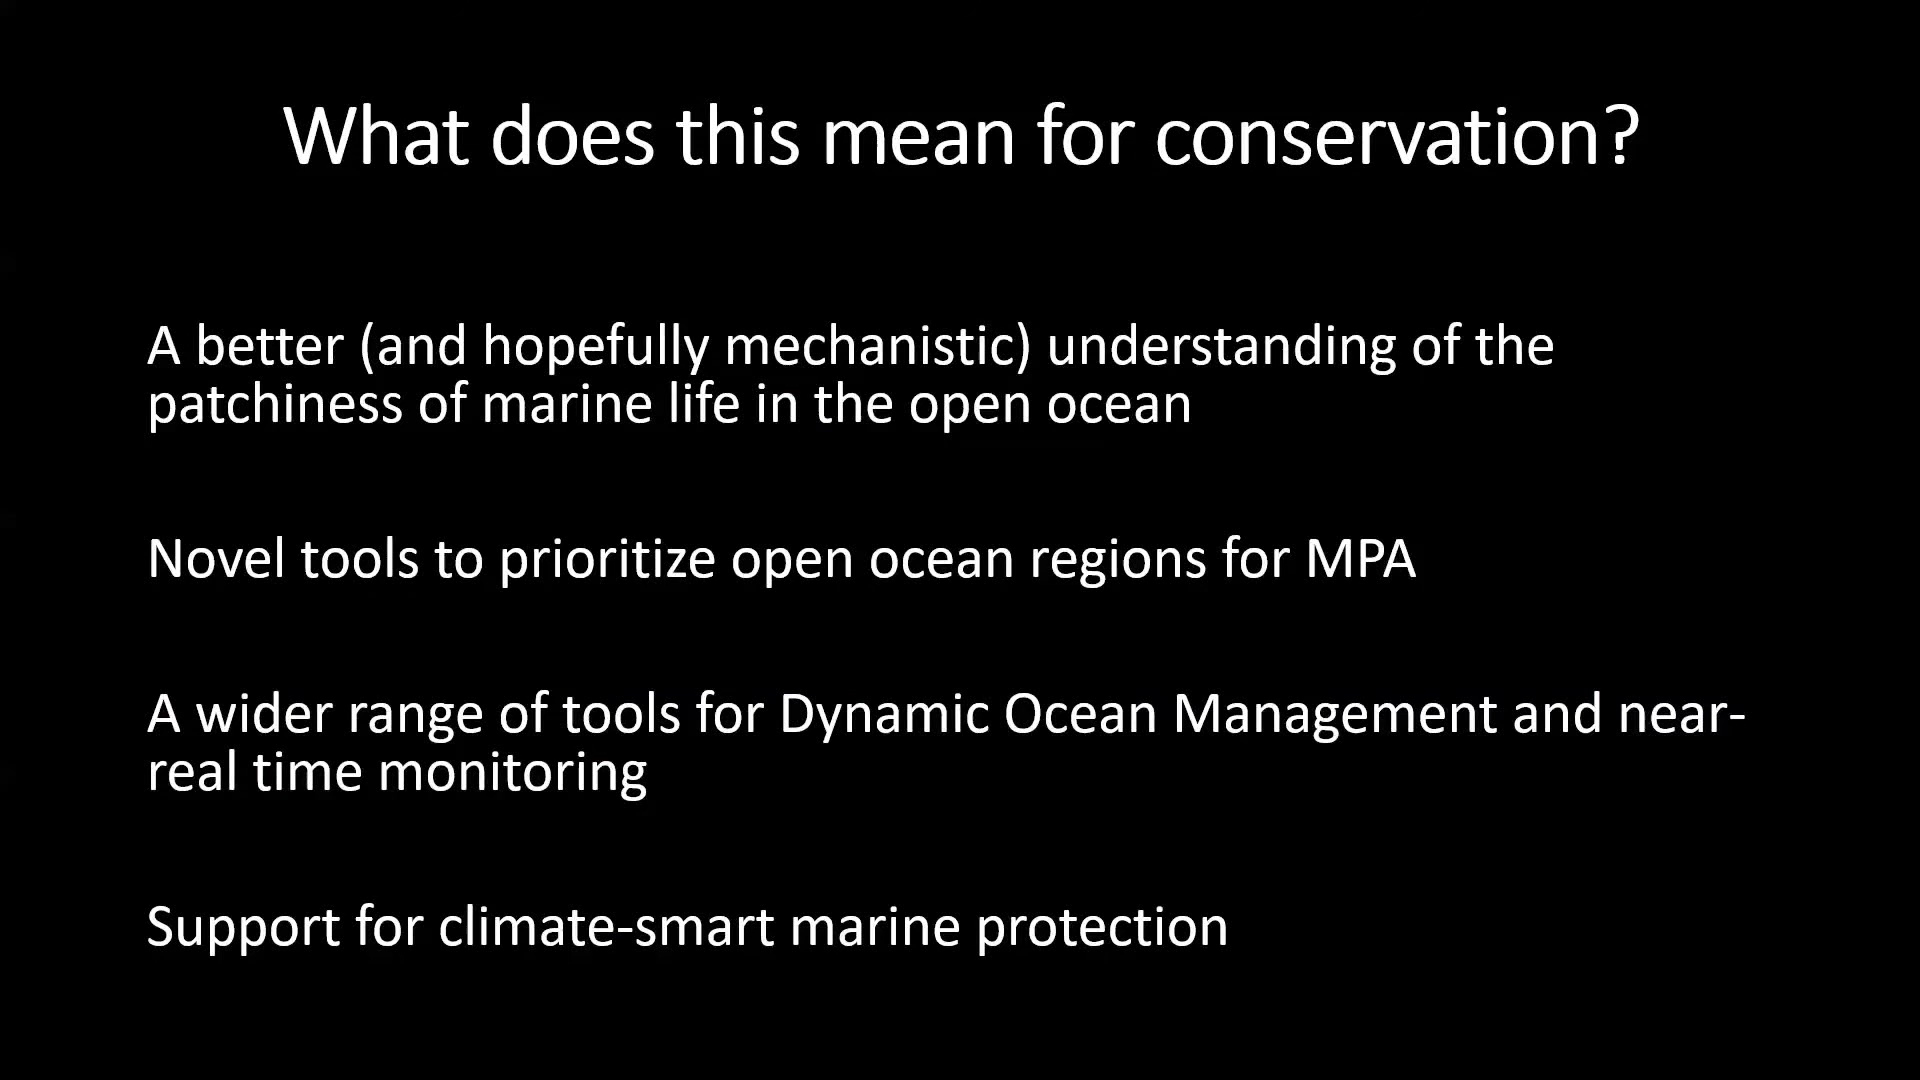 What does this mean for conservation?
A better (and hopefully mechanistic) understanding of the
patchiness of marine life in the open ocean
Novel tools to prioritize open ocean regions for MPA
A wider range of tools for Dynamic Ocean Management and near-
real time monitoring
Support for climate-smart marine protection